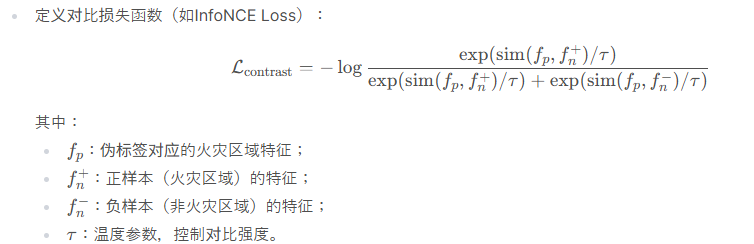 定义对比损失函数（如InfoNCE Loss）：
$$\mathcal{L}_{\text{contrast}} = -\log \frac{\exp(\text{sim}(f_p, f_n^+)/\tau)}{\exp(\text{sim}(f_p, f_n^+)/\tau) + \exp(\text{sim}(f_p, f_n^-)/\tau)}$$
其中：
$f_p$：伪标签对应的火灾区域特征；
$f_n^+$：正样本（火灾区域）的特征；
$f_n^-$：负样本（非火灾区域）的特征；
$\tau$：温度参数，控制对比强度。